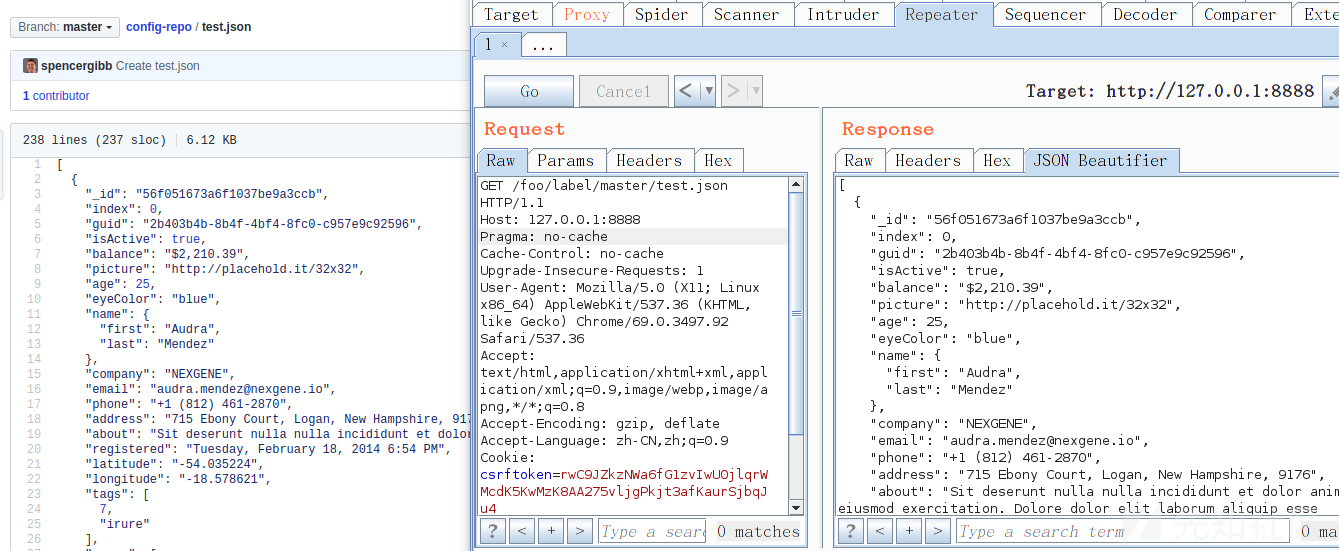 Branch: master config-repo / test.json
spencergibb Create test.json
1 contributor
238 lines (237 sloc) 6.12 KB
1 [
2 {
3 "_id": "56f051673a6f1037be9a3ccb",
4 "index": 0,
5 "guid": "2b403b4b-8b4f-4bf4-8fc0-c957e9c92596",
6 "isActive": true,
7 "balance": "$2,210.39",
8 "picture": "http://placehold.it/32x32",
9 "age": 25,
10 "eyeColor": "blue",
11 "name": {
12 "first": "Audra",
13 "last": "Mendez"
14 },
15 "company": "NEXGENE",
16 "email": "audra.mendez@nexgene.io",
17 "phone": "+1 (812) 461-2870",
18 "address": "715 Ebony Court, Logan, New Hampshire, 917
19 "about": "Sit deserunt nulla nulla incididunt et dolor
20 "registered": "Tuesday, February 18, 2014 6:54 PM",
21 "latitude": "-54.035224",
22 "longitude": "-18.578621",
23 "tags": [
24 7,
25 "irure"
26 ],
Target Proxy Spider Scanner Intruder Repeater Sequencer Decoder Comparer Exte
1 × ...
Go Cancel < >
Target: http://127.0.0.1:8888
Request
Raw Params Headers Hex
GET /foo/label/master/test.json
HTTP/1.1
Host: 127.0.0.1:8888
Pragma: no-cache
Cache-Control: no-cache
Upgrade-Insecure-Requests: 1
User-Agent: Mozilla/5.0 (X11; Linux
x86_64) AppleWebKit/537.36 (KHTML,
like Gecko) Chrome/69.0.3497.92
Safari/537.36
Accept:
text/html,application/xhtml+xml,appl
ication/xml;q=0.9,image/webp,image/a
png,*/*;q=0.8
Accept-Encoding: gzip, deflate
Accept-Language: zh-CN,zh;q=0.9
Cookie:
csrftoken=rwC9JZkzNWa6fG1zvIwU0jlqrW
McdK5KwMzK8AA275vljgPkjt3afKaurSjbqJ
u4
? < + > Type a sear 0 matches
Response
Raw Headers Hex JSON Beautifier
[
{
"_id": "56f051673a6f1037be9a3ccb",
"index": 0,
"guid": "2b403b4b-8b4f-4bf4-8fc0-c957e9c92596",
"isActive": true,
"balance": "$2,210.39",
"picture": "http://placehold.it/32x32",
"age": 25,
"eyeColor": "blue",
"name": {
"first": "Audra",
"last": "Mendez"
},
"company": "NEXGENE",
"email": "audra.mendez@nexgene.io",
"phone": "+1 (812) 461-2870",
"address": "715 Ebony Court, Logan, New Hampshire, 9176",
"about": "Sit deserunt nulla nulla incididunt et dolor anim
eiusmod exercitation. Dolore dolor elit laborum aliquip esse
? < + > Type a search term 0 ma